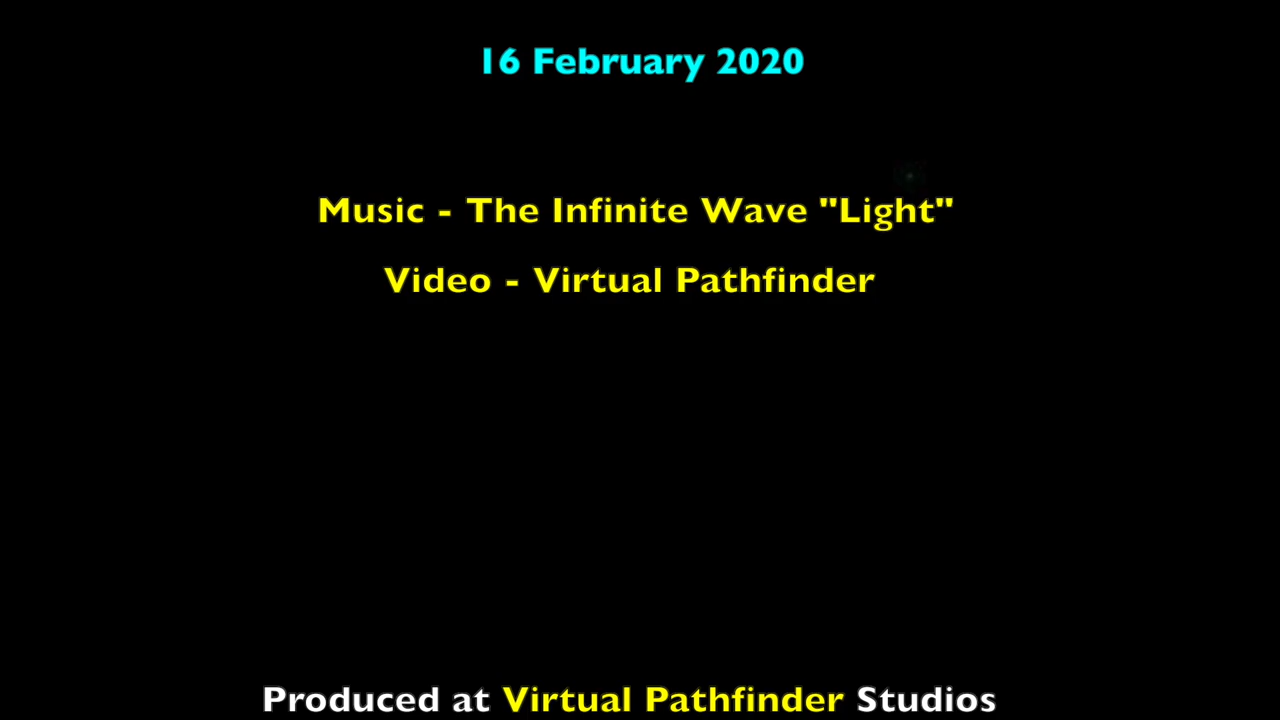 16 February 2020
Music - The Infinite Wave "Light"
Video - Virtual Pathfinder
Produced at Virtual Pathfinder Studios